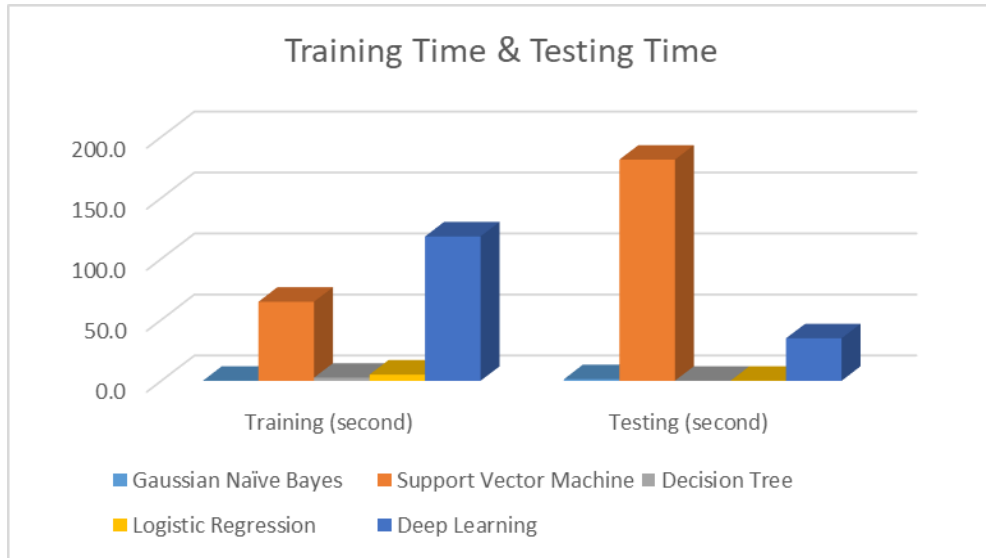 Training Time & Testing Time
200.0
150.0
100.0
50.0
0.0
Training (second) Testing (second)
Gaussian Naïve Bayes Support Vector Machine Decision Tree
Logistic Regression Deep Learning